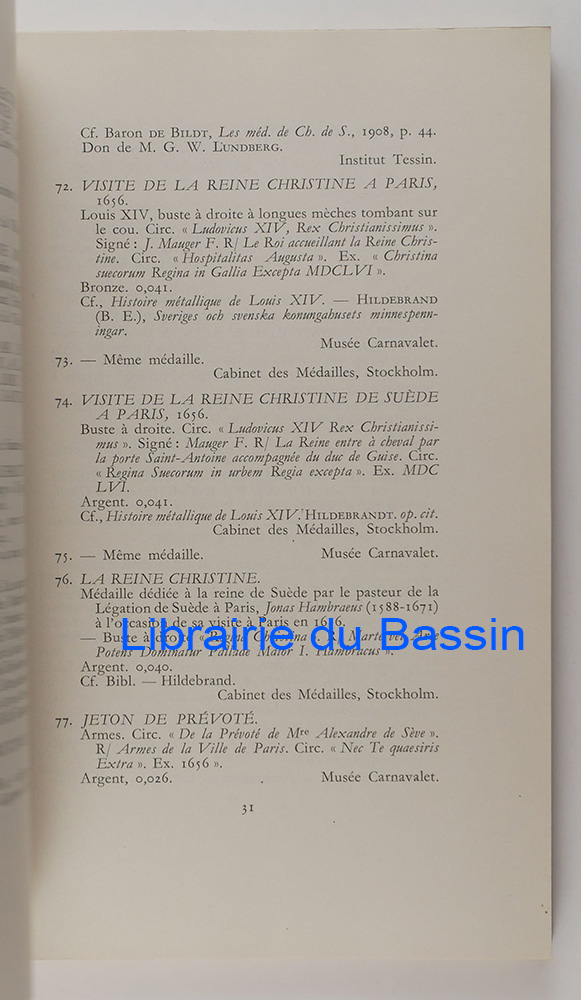 Cf. Baron DE BILDT, Les méd. de Ch. de S., 1908, p. 44.
Don de M. G. W. LUNDBERG.
Institut Tessin.
72. VISITE DE LA REINE CHRISTINE A PARIS,
1656.
Louis XIV, buste à droite à longues mèches tombant sur
le cou. Circ. « Ludovicus XIV, Rex Christianissimus ».
Signé : J. Mauger F. R/ Le Roi accueillant la Reine Chris-
tine. Circ. « Hospitalitas Augusta ». Ex. « Christina
suecorum Regina in Gallia Excepta MDCLVI ».
Bronze. 0,041.
Cf., Histoire métallique de Louis XIV. — HILDEBRAND
(B. E.), Sveriges och svenska konungahusets minnespenn-
ingar.
Musée Carnavalet.
73. — Même médaille.
Cabinet des Médailles, Stockholm.
74. VISITE DE LA REINE CHRISTINE DE SUÈDE
A PARIS, 1656.
Buste à droite. Circ. « Ludovicus XIV Rex Christianissi-
mus ». Signé : Mauger F. R/ La Reine entre à cheval par
la porte Saint-Antoine accompagnée du duc de Guise. Circ.
« Regina Suecorum in urbem Regia excepta ». Ex. MDC
LVI.
Argent. 0,041.
Cf., Histoire métallique de Louis XIV. HILDEBRANDT. op. cit.
Cabinet des Médailles, Stockholm.
75. — Même médaille. Musée Carnavalet.
76. LA REINE CHRISTINE.
Médaille dédiée à la reine de Suède par le pasteur de la
Légation de Suède à Paris, Jonas Hambraeus (1588-1671)
à l'occasion de sa visite à Paris en 1656.
— Buste à droite « Regina Christina ». R/ Marte vel Arte
Potens Dominatur Pallade Maior I. Hambracus ».
Librairie du Bassin
Argent. 0,040.
Cf. Bibl. — Hildebrand.
Cabinet des Médailles, Stockholm.
77. JETON DE PRÉVOTÉ.
Armes. Circ. « De la Prévoté de Mre Alexandre de Sève ».
R/ Armes de la Ville de Paris. Circ. « Nec Te quaesiris
Extra ». Ex. 1656 ».
Argent, 0,026. Musée Carnavalet.
31